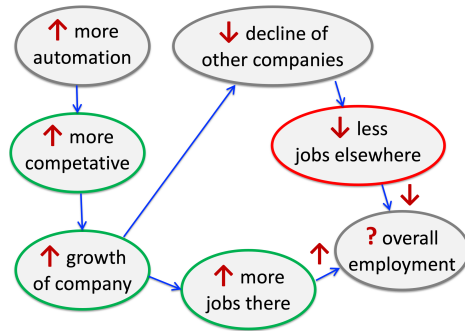 ↑ more
automation
↓ decline of
other companies
↑ more
competative
↓ less
jobs elsewhere
↓
↑ growth
of company
↑ more
jobs there
↑
? overall
employment